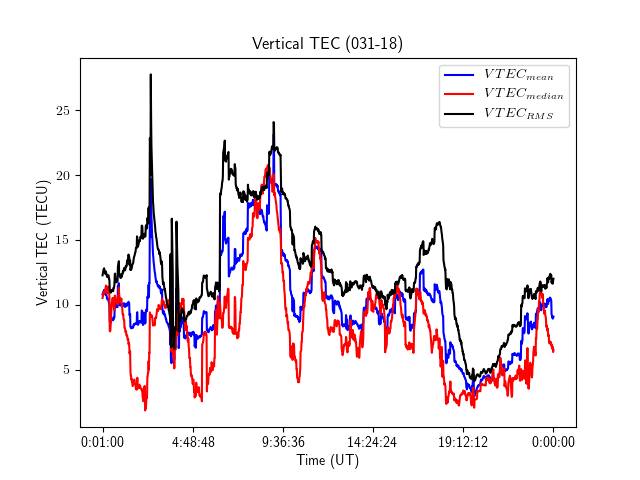 Vertical TEC (031-18)
VTEC_mean
VTEC_median
VTEC_RMS
Vertical TEC (TECU)
25
20
15
10
5
0:01:00 4:48:48 9:36:36 14:24:24 19:12:12 0:00:00
Time (UT)